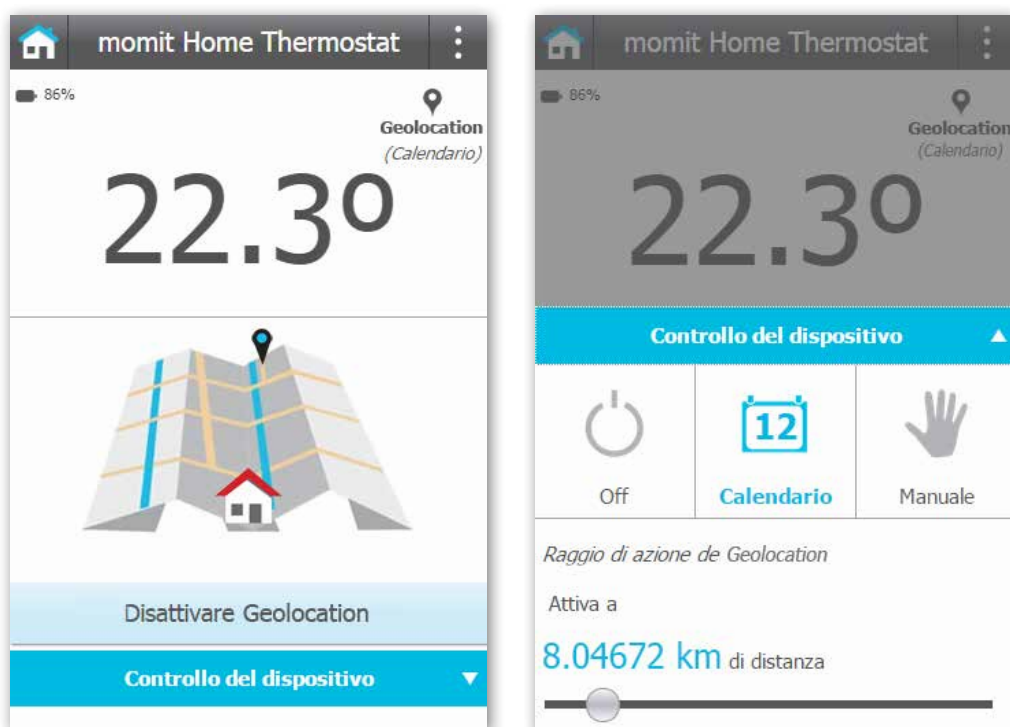 momit Home Thermostat
86%
Geolocation
(Calendario)
22.3º
Disattivare Geolocation
Controllo del dispositivo
momit Home Thermostat
86%
Geolocation
(Calendario)
22.3º
Controllo del dispositivo
12
Off
Calendario
Manuale
Raggio di azione de Geolocation
Attiva a
8.04672 km di distanza